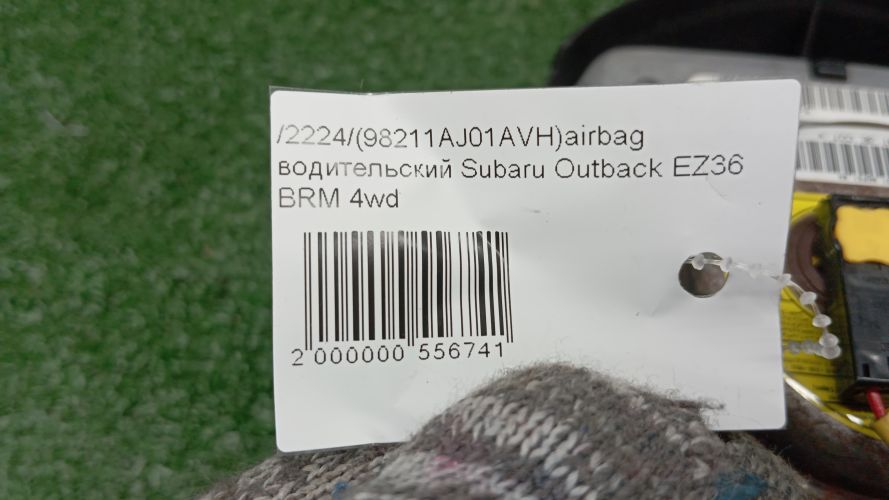 /2224/(98211AJ01AVH)airbag
водительский Subaru Outback EZ36
BRM 4wd
2 000000 556741